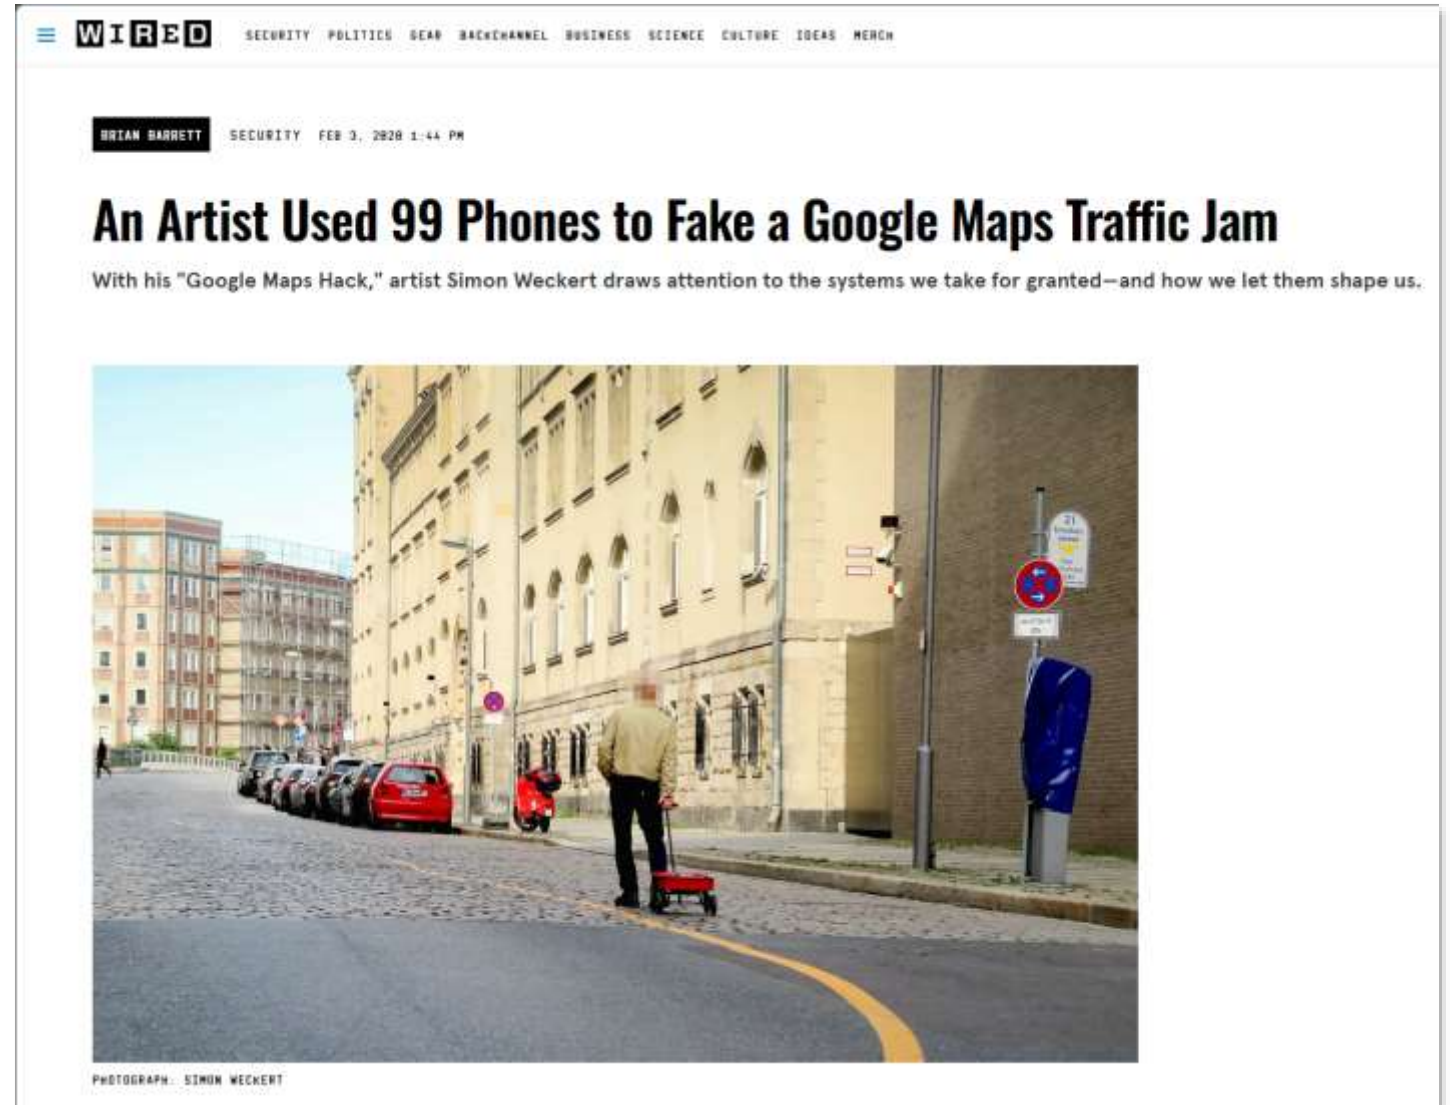 WIRED SECURITY POLITICS GEAR BACKCHANNEL BUSINESS SCIENCE CULTURE IDEAS MERCH
BRIAN BARRETT SECURITY FEB 3, 2020 1:44 PM
An Artist Used 99 Phones to Fake a Google Maps Traffic Jam
With his "Google Maps Hack," artist Simon Weckert draws attention to the systems we take for granted—and how we let them shape us.
21
PHOTOGRAPH: SIMON WECKERT